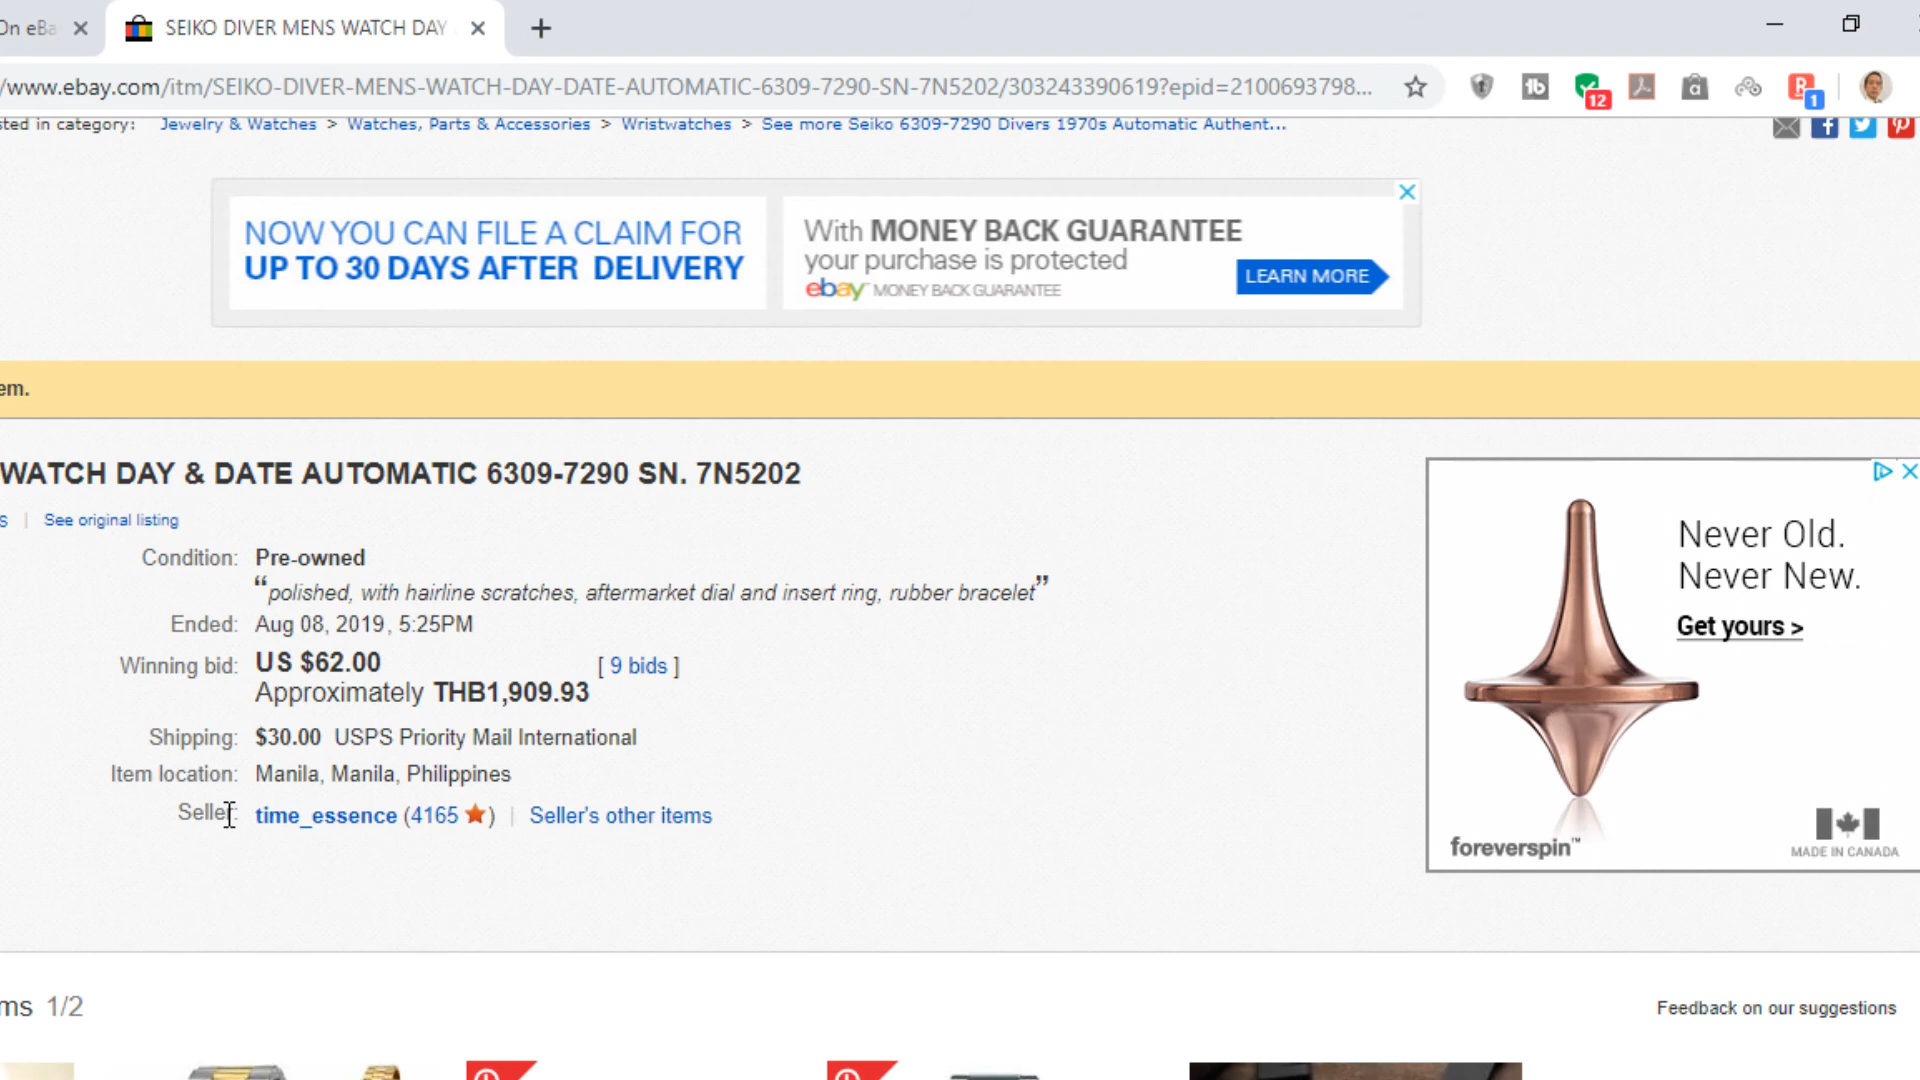 On eBa
SEIKO DIVER MENS WATCH DAY
/www.ebay.com/itm/SEIKO-DIVER-MENS-WATCH-DAY-DATE-AUTOMATIC-6309-7290-SN-7N5202/303243390619?epid=2100693798...
12
1
sted in category: Jewelry & Watches > Watches, Parts & Accessories > Wristwatches > See more Seiko 6309-7290 Divers 1970s Automatic Authent...
NOW YOU CAN FILE A CLAIM FOR
UP TO 30 DAYS AFTER DELIVERY
With MONEY BACK GUARANTEE
your purchase is protected
ebay MONEY BACK GUARANTEE
LEARN MORE
em.
WATCH DAY & DATE AUTOMATIC 6309-7290 SN. 7N5202
s | See original listing
Condition: Pre-owned
“polished, with hairline scratches, aftermarket dial and insert ring, rubber bracelet”
Ended: Aug 08, 2019 , 5:25PM
Winning bid: US $62.00 [ 9 bids ]
Approximately THB1,909.93
Shipping: $30.00 USPS Priority Mail International
Item location: Manila, Manila, Philippines
Seller: time_essence (4165 ) | Seller's other items
Never Old.
Never New.
Get yours >
foreverspin™
MADE IN CANADA
ms 1/2
Feedback on our suggestions